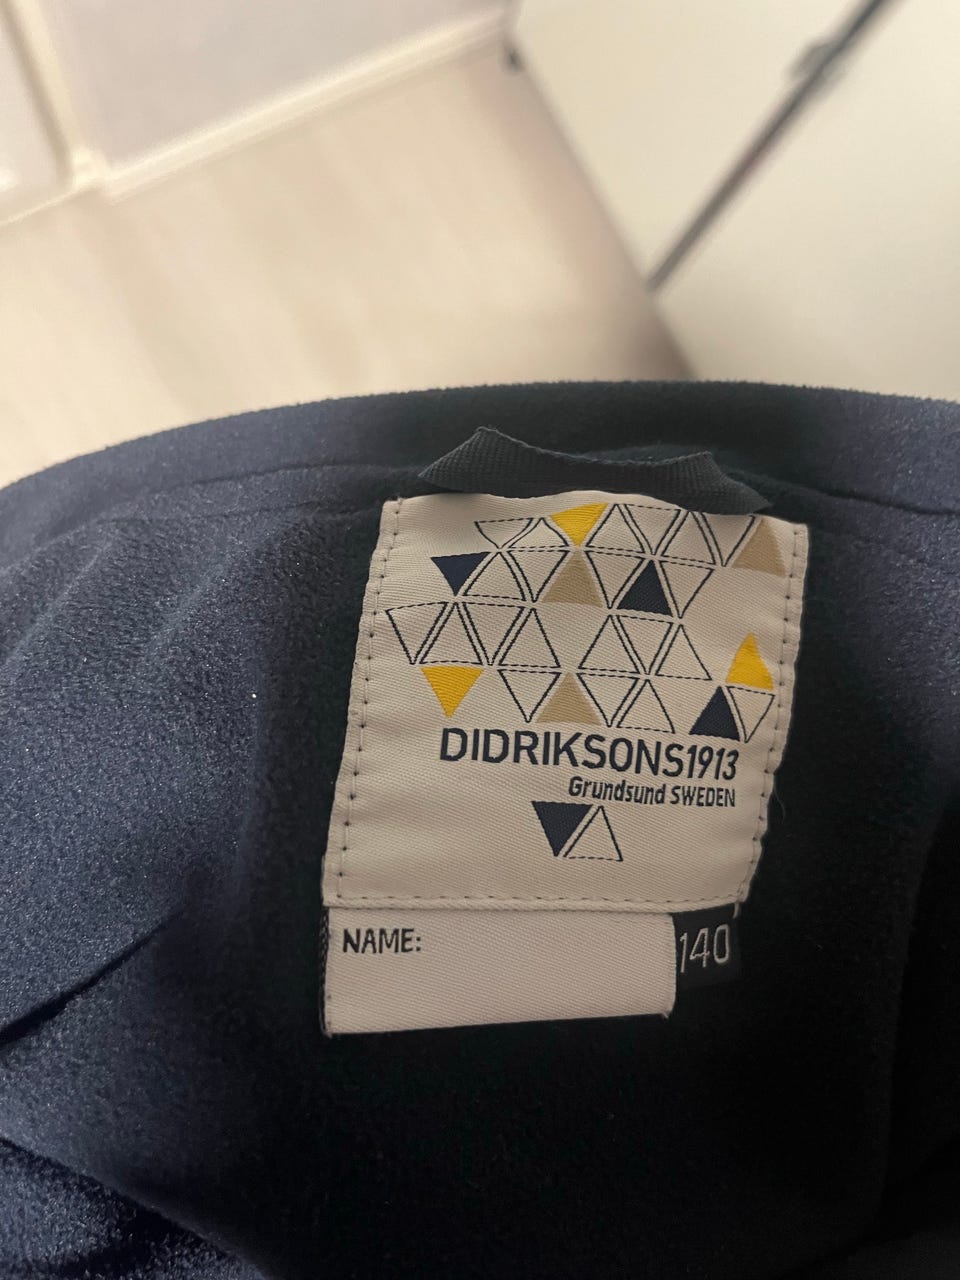 DIDRIKSONS1913
Grundsund SWEDEN
NAME:
140